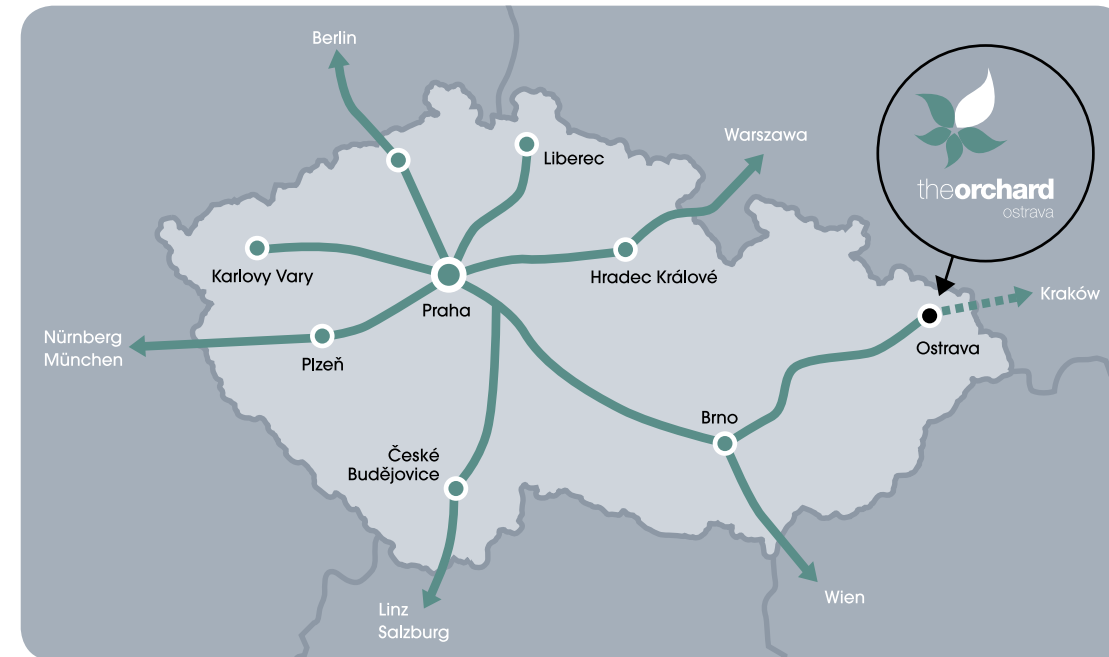 Berlin
Warszawa
Liberec
theorchard
ostrava
Karlovy Vary
Hradec Králové
Praha
Kraków
Nürnberg
München
Plzeň
Ostrava
Brno
České
Budějovice
Wien
Linz
Salzburg